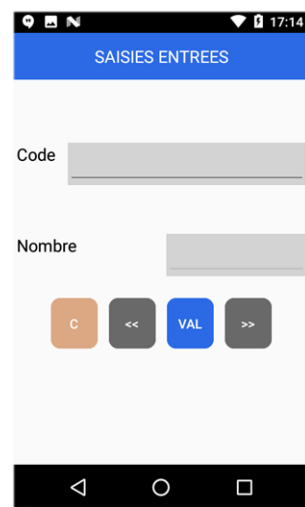 17:14
SAISIES ENTREES
Code
Nombre
C << VAL >>